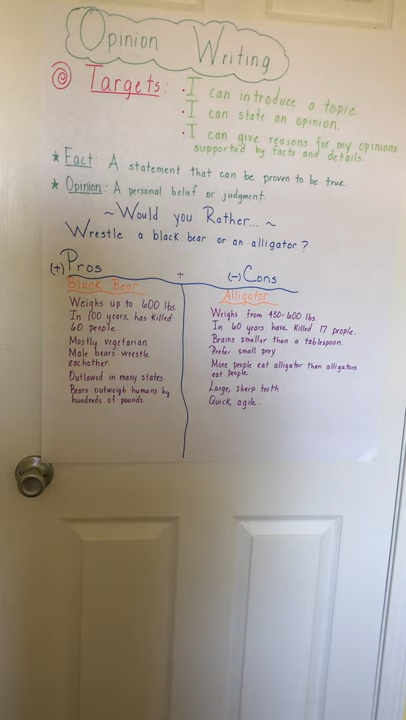 Opinion Writing
Targets:
• I can introduce a topic
• I can state an opinion.
• I can give reasons for my opinions
supported by facts and details.
★ Fact: A statement that can be proven to be true.
★ Opinion: A personal belief or judgment.
~Would you Rather... ~
Wrestle a black bear or an alligator?
(+) Pros
+
(-) Cons
Black Bear
Weighs up to 600 lbs.
In 100 years, has killed
60 people.
Mostly vegetarian
Male bears wrestle
eachother.
Outlawed in many states.
Bears outweigh humans by
hundreds of pounds.
Alligator
Weighs from 450-600 lbs.
In 60 years have killed 17 people.
Brains smaller than a tablespoon.
Prefer small prey
More people eat alligator then alligators
eat people.
Large, sharp teeth
Quick, agile.